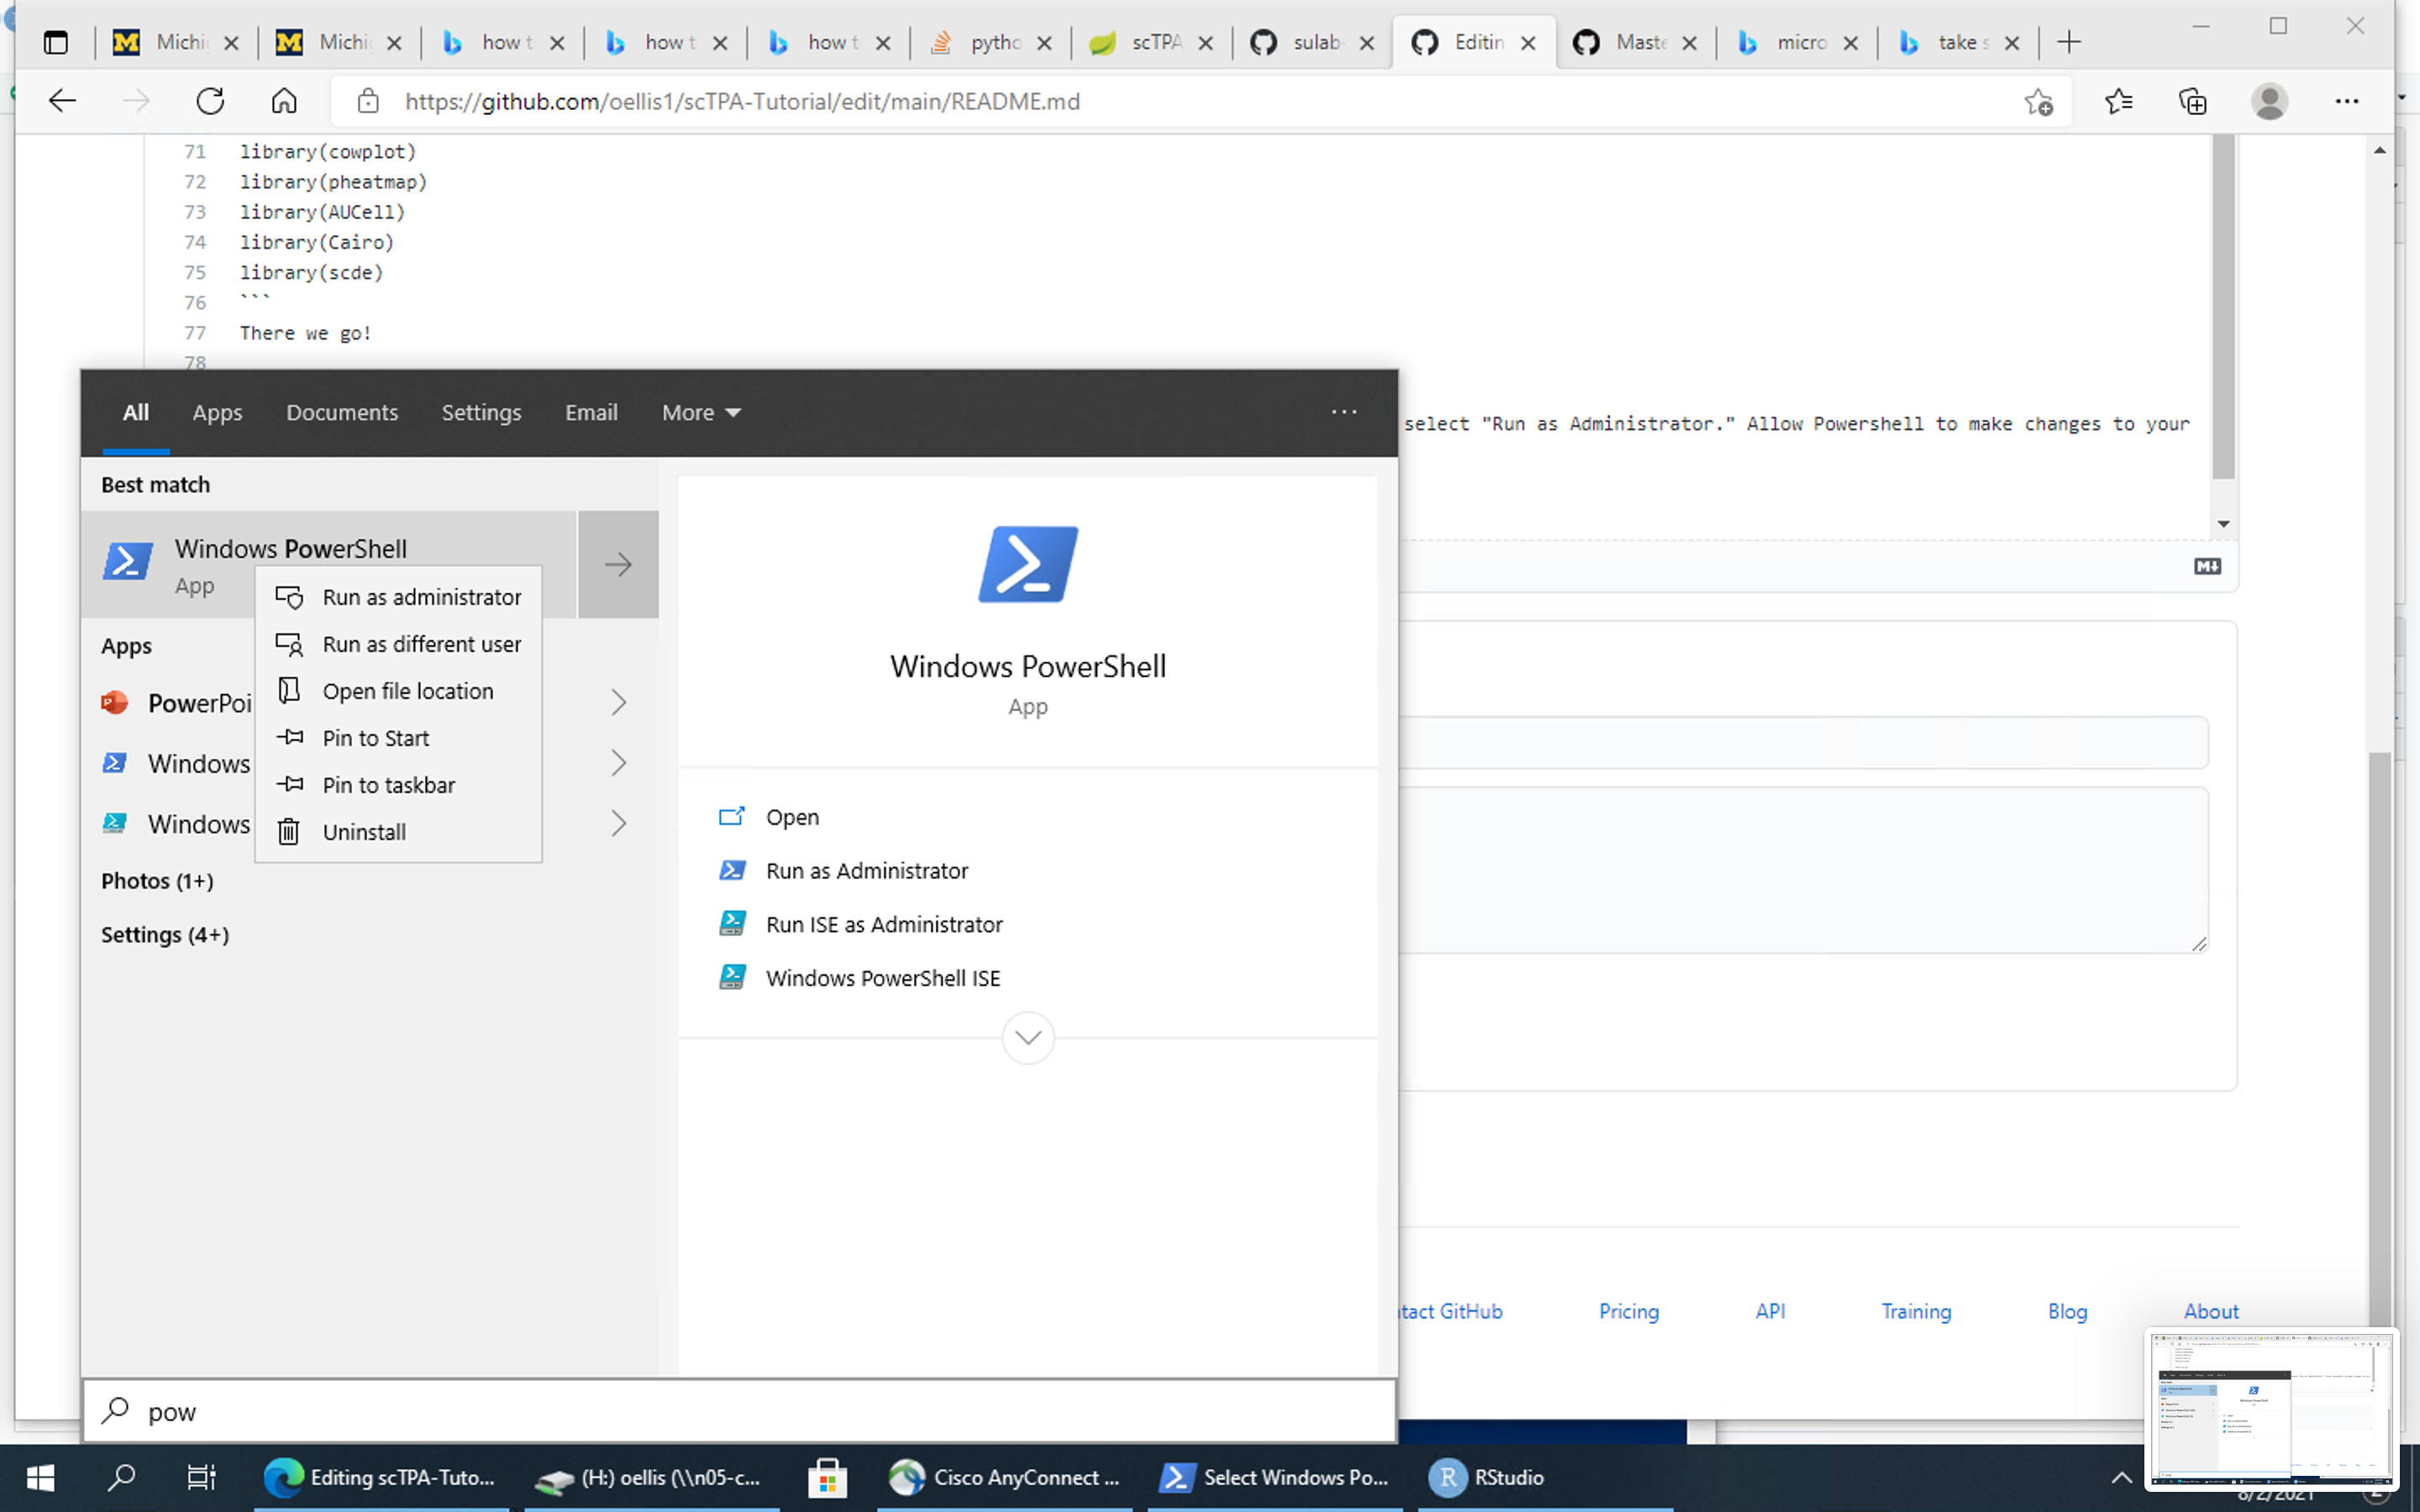 Michi
Michi
how t
how t
how t
pytho
scTPA
sulab
Editin
Maste
micro
take s
https://github.com/oellis1/scTPA-Tutorial/edit/main/README.md
71 library(cowplot)
72 library(pheatmap)
73 library(AUCell)
74 library(Cairo)
75 library(scde)
76 ```
77 There we go!
78
select "Run as Administrator." Allow Powershell to make changes to your
All Apps Documents Settings Email More
Best match
Windows PowerShell
App
Run as administrator
Run as different user
Open file location
Pin to Start
Pin to taskbar
Uninstall
Apps
PowerPoi
Windows
Windows
Photos (1+)
Settings (4+)
Windows PowerShell
App
Open
Run as Administrator
Run ISE as Administrator
Windows PowerShell ISE
tact GitHub Pricing API Training Blog About
pow
Editing scTPA-Tuto...
(H:) oellis (\\n05-c...
Cisco AnyConnect ...
Select Windows Po...
RStudio
8/2/2021